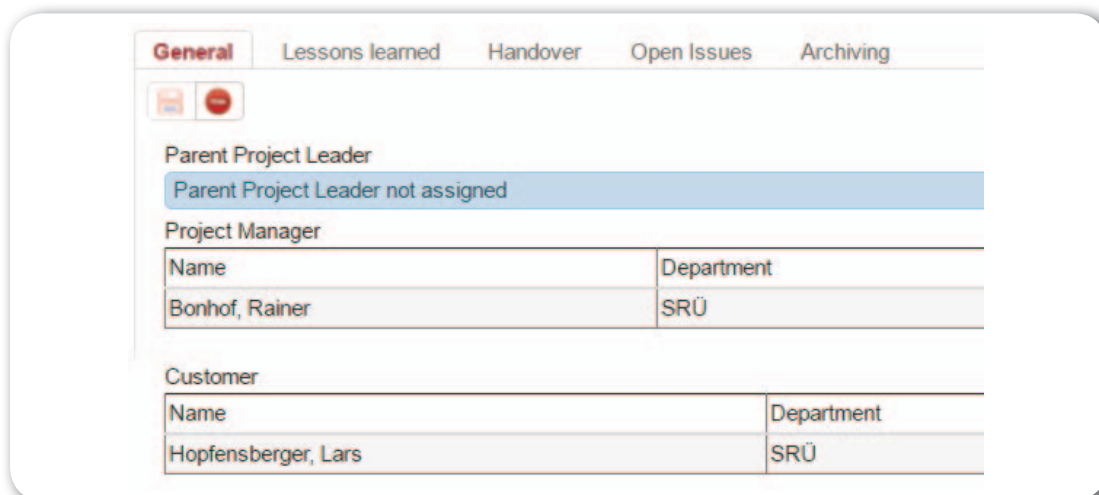 General Lessons learned Handover Open Issues Archiving
Parent Project Leader
Parent Project Leader not assigned
Project Manager
Name Department
Bonhof, Rainer SRÜ
Customer
Name Department
Hopfensberger, Lars SRÜ